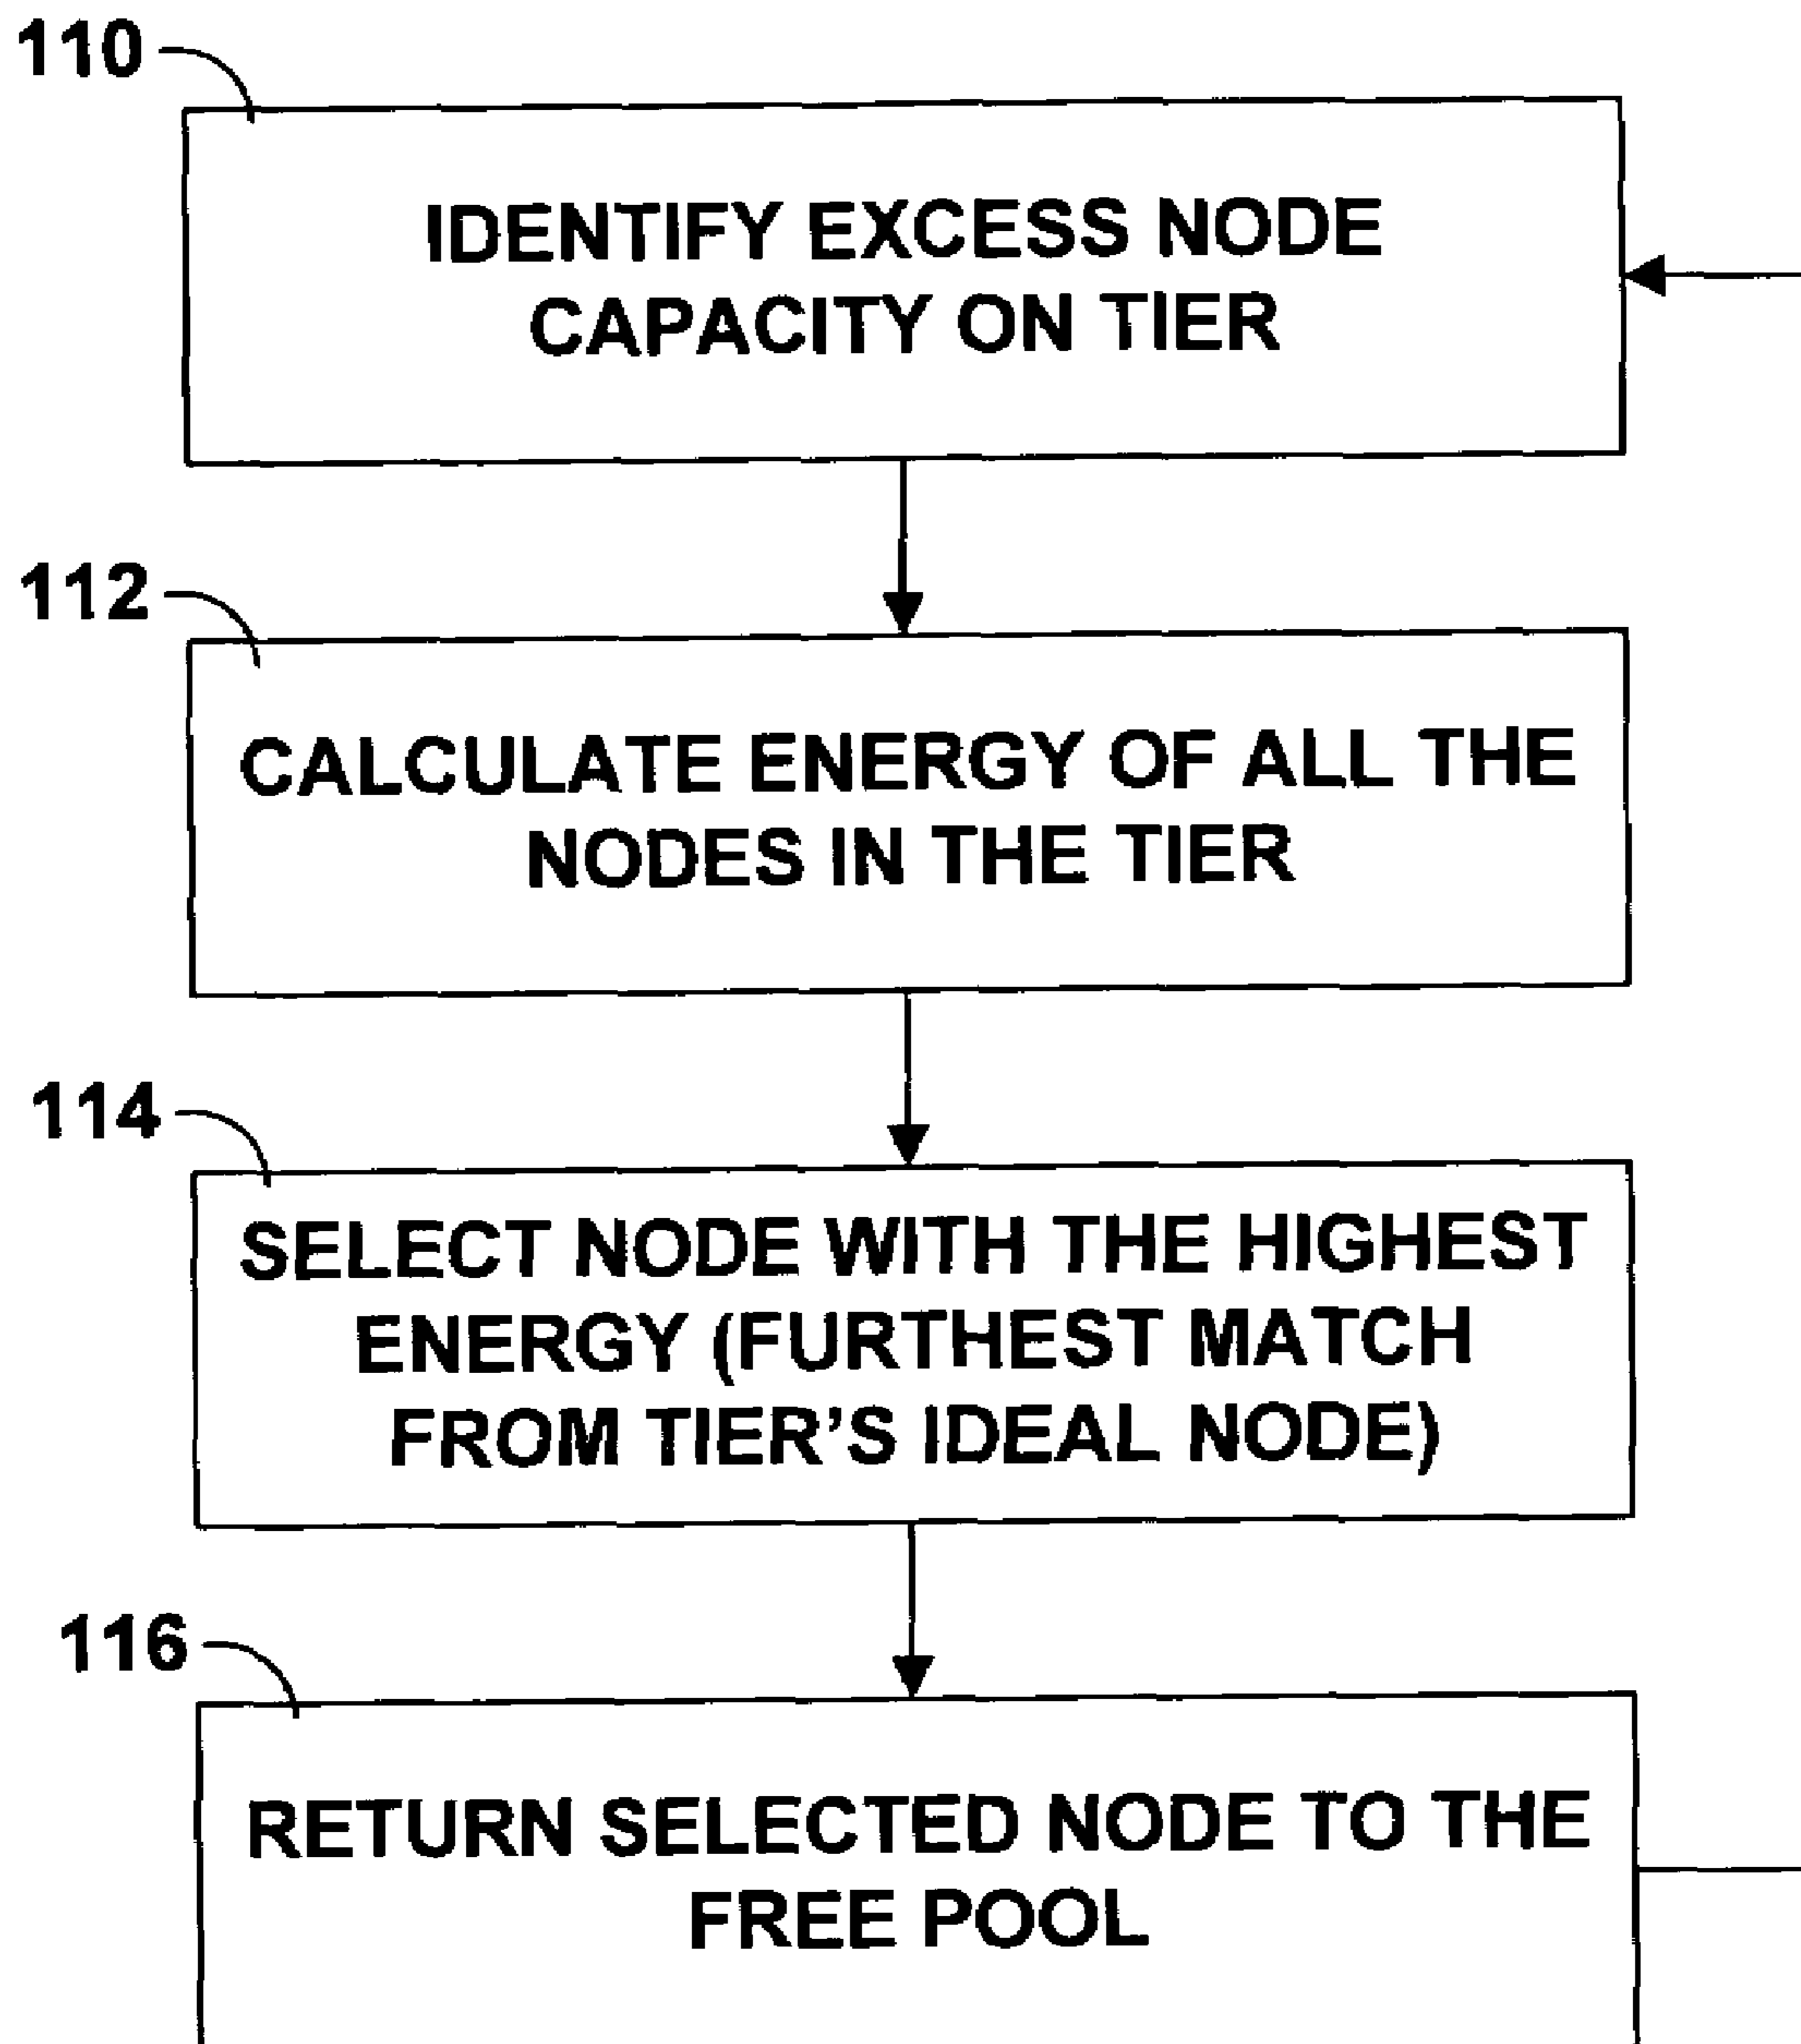 110
IDENTIFY EXCESS NODE
CAPACITY ON TIER
112
CALCULATE ENERGY OF ALL THE
NODES IN THE TIER
114
SELECT NODE WITH THE HIGHEST
ENERGY (FURTHEST MATCH
FROM TIER'S IDEAL NODE)
116
RETURN SELECTED NODE TO THE
FREE POOL